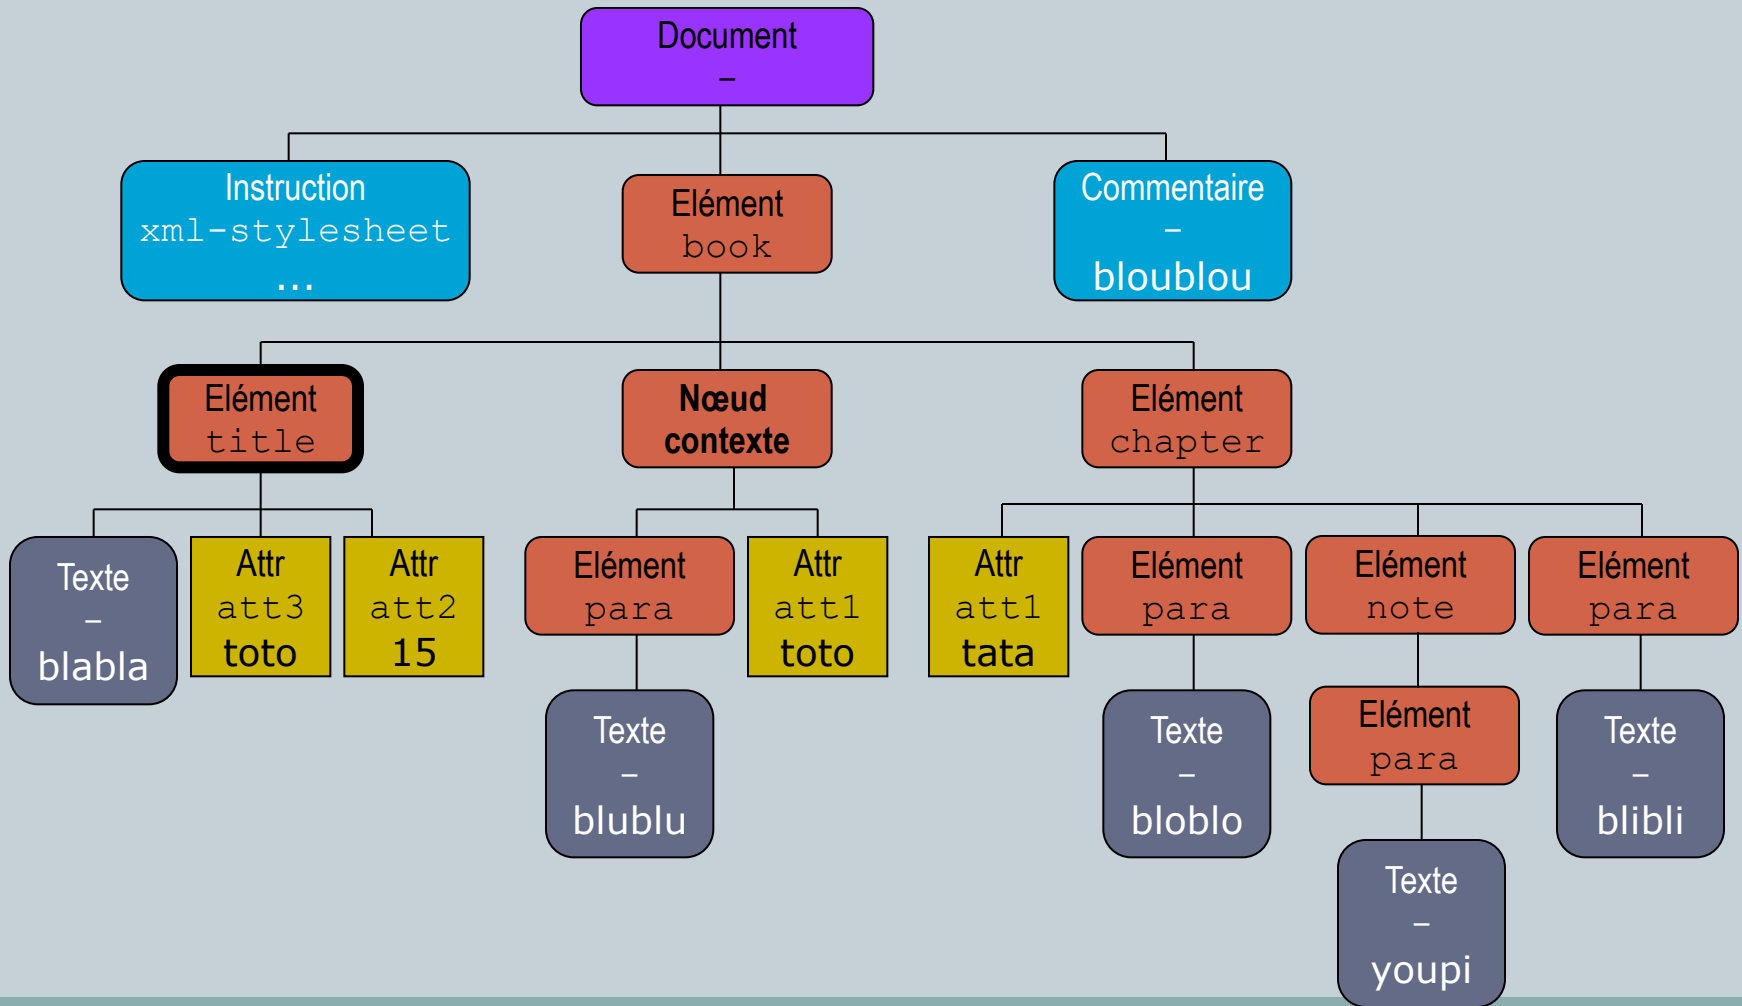 Document
–
Instruction
xml-stylesheet
...
Elément
book
Commentaire
–
bloublou
Elément
title
Nœud
contexte
Elément
chapter
Texte
–
blabla
Attr
att3
toto
Attr
att2
15
Elément
para
Attr
att1
toto
Attr
att1
tata
Elément
para
Elément
note
Elément
para
Texte
–
blublu
Texte
–
bloblo
Elément
para
Texte
–
blibli
Texte
–
youpi